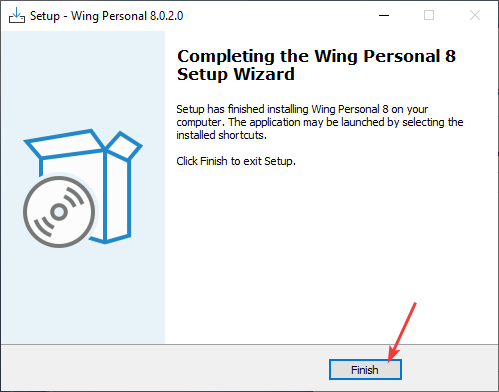 Setup - Wing Personal 8.0.2.0
Completing the Wing Personal 8
Setup Wizard
Setup has finished installing Wing Personal 8 on your
computer. The application may be launched by selecting the
installed shortcuts.
Click Finish to exit Setup.
Finish